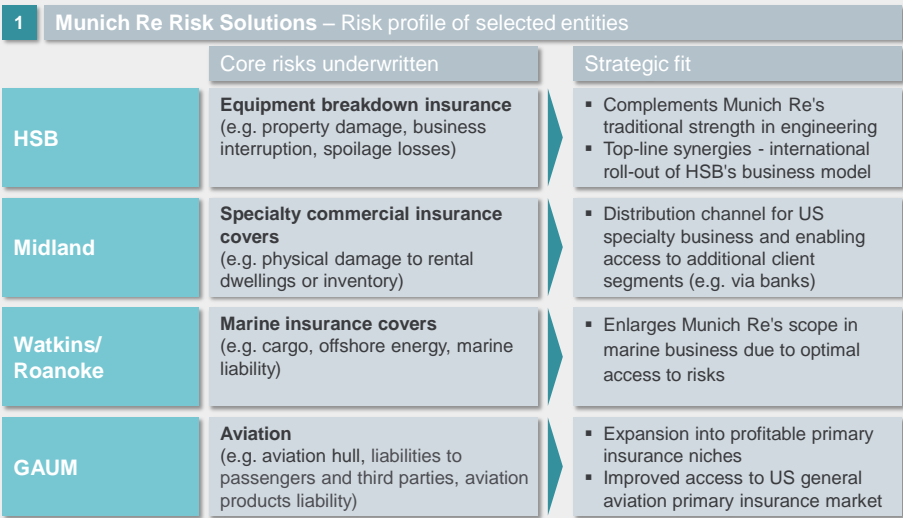 1 Munich Re Risk Solutions – Risk profile of selected entities
Core risks underwritten
Strategic fit
HSB
Equipment breakdown insurance
(e.g. property damage, business
interruption, spoilage losses)
▪ Complements Munich Re's
traditional strength in engineering
▪ Top-line synergies - international
roll-out of HSB's business model
Midland
Specialty commercial insurance
covers
(e.g. physical damage to rental
dwellings or inventory)
▪ Distribution channel for US
specialty business and enabling
access to additional client
segments (e.g. via banks)
Watkins/
Roanoke
Marine insurance covers
(e.g. cargo, offshore energy, marine
liability)
▪ Enlarges Munich Re's scope in
marine business due to optimal
access to risks
GAUM
Aviation
(e.g. aviation hull, liabilities to
passengers and third parties, aviation
products liability)
▪ Expansion into profitable primary
insurance niches
▪ Improved access to US general
aviation primary insurance market